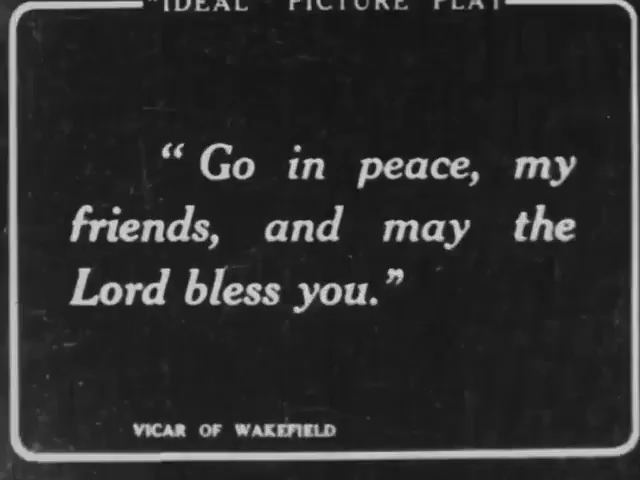 "IDEAL PICTURE PLAY
“ Go in peace, my
friends, and may the
Lord bless you.”
VICAR OF WAKEFIELD